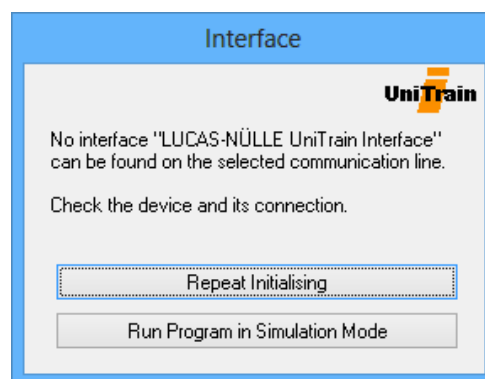 Interface
UniTrain
No interface "LUCAS-NÜLLE UniTrain Interface"
can be found on the selected communication line.
Check the device and its connection.
Repeat Initialising
Run Program in Simulation Mode